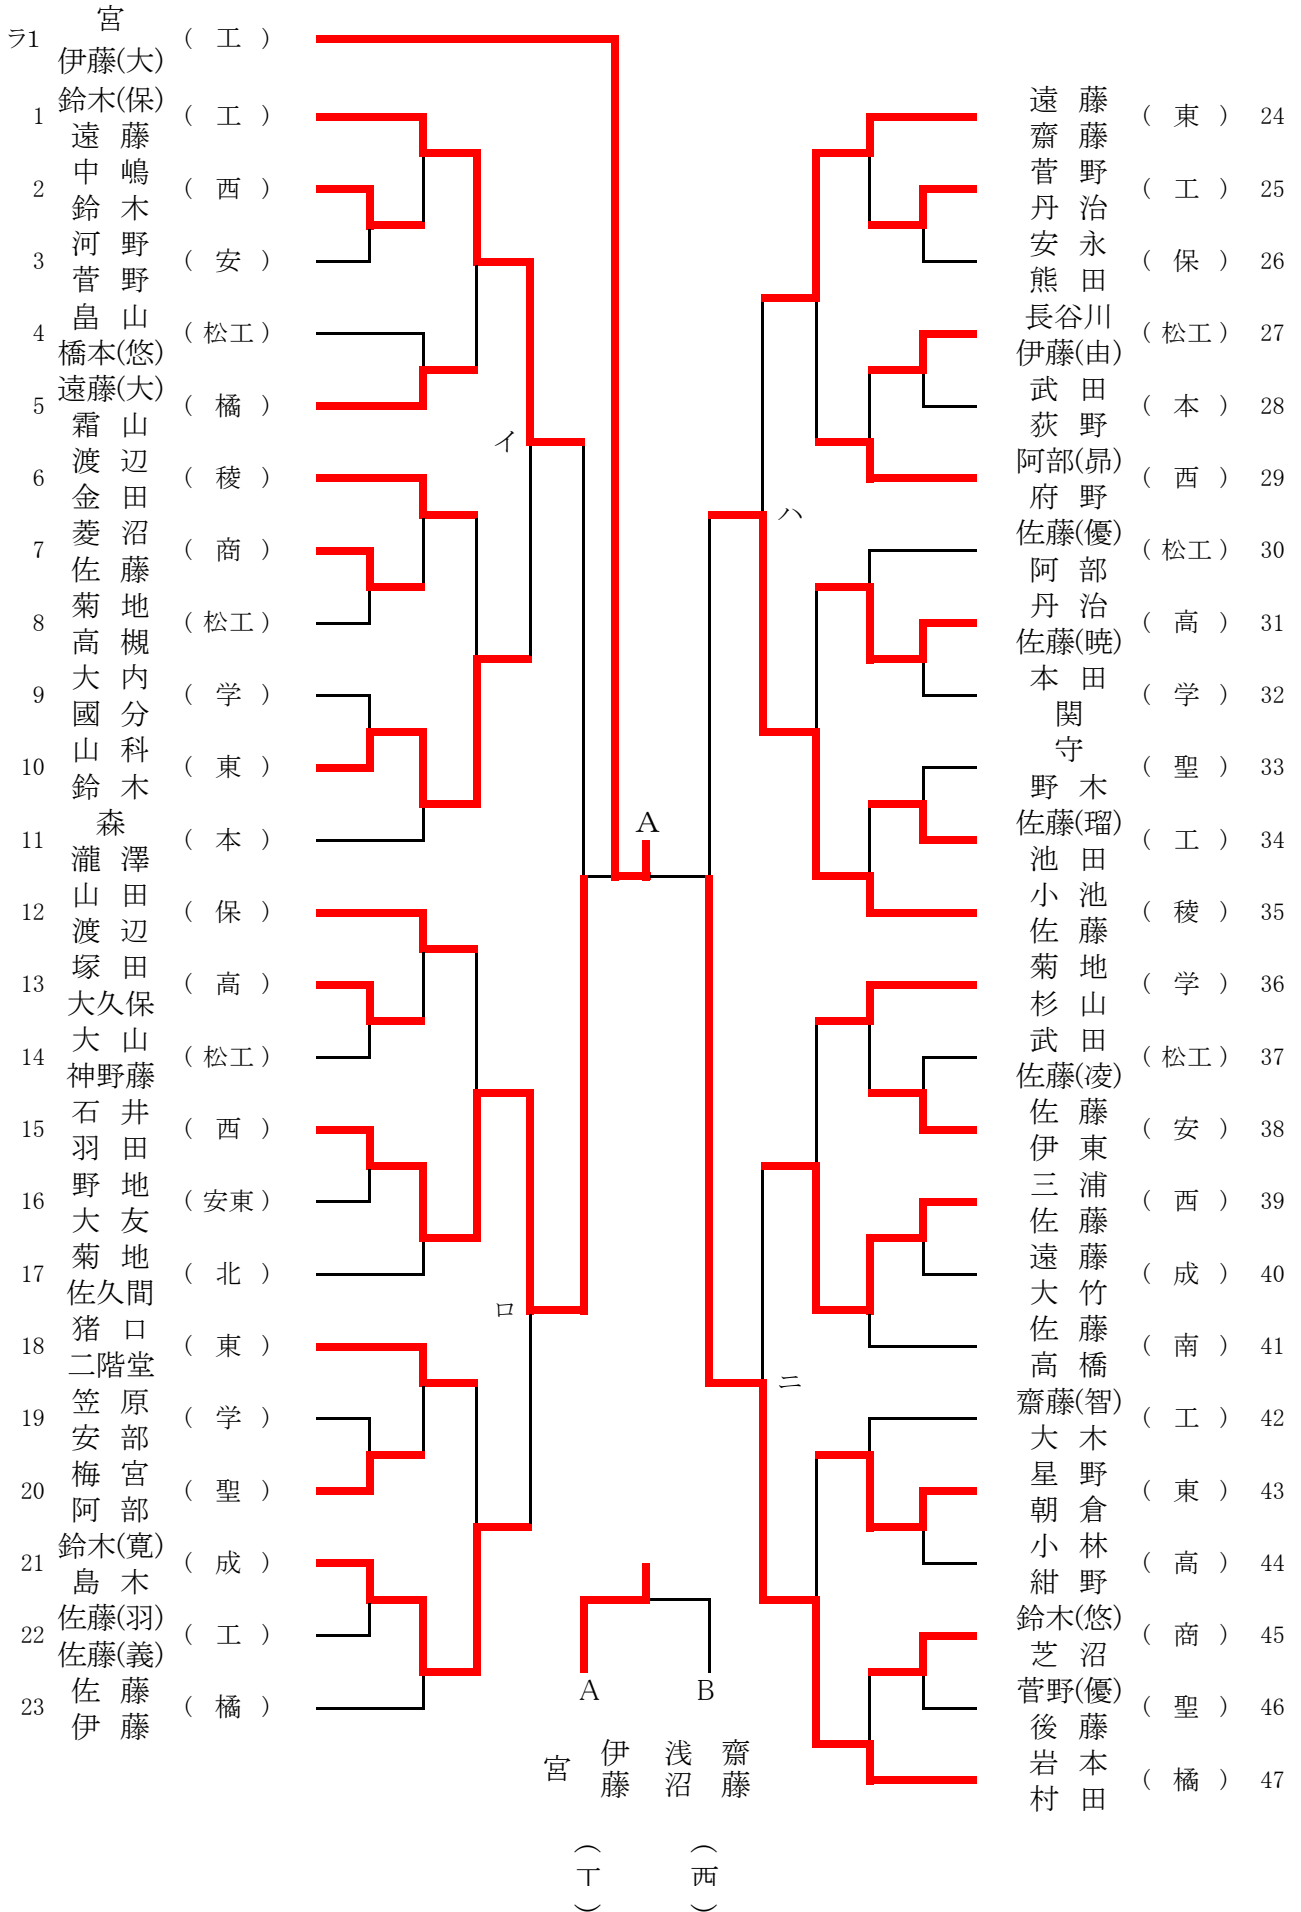 ラ1 宮 伊藤(大) ( 工 )
1 鈴木(保) 遠藤 ( 工 )
2 中嶋 鈴木 ( 西 )
3 河野 菅野 ( 安 )
4 畠山 橋本(悠) ( 松工 )
5 遠藤(大) 霜山 ( 橘 )
6 渡辺 金田 ( 稜 )
7 菱沼 佐藤 ( 商 )
8 菊地 高槻 ( 松工 )
9 大内 國分 ( 学 )
10 山科 鈴木 ( 東 )
11 森 瀧澤 ( 本 )
12 山田 渡辺 ( 保 )
13 塚田 大久保 ( 高 )
14 大山 神野藤 ( 松工 )
15 石井 羽田 ( 西 )
16 野地 大友 ( 安東 )
17 菊地 佐久間 ( 北 )
18 猪口 二階堂 ( 東 )
19 笠原 安部 ( 学 )
20 梅宮 阿部 ( 聖 )
21 鈴木(寛) 島木 ( 成 )
22 佐藤(羽) 佐藤(義) ( 工 )
23 佐藤 伊藤 ( 橘 )
イ
ロ
A
ハ
ニ
遠藤 齋藤 ( 東 ) 24
菅野 丹治 ( 工 ) 25
安永 熊田 ( 保 ) 26
長谷川 伊藤(由) ( 松工 ) 27
武田 荻野 ( 本 ) 28
阿部(昴) 府野 ( 西 ) 29
佐藤(優) 阿部 ( 松工 ) 30
丹治 佐藤(暁) ( 高 ) 31
本田 関 ( 学 ) 32
守 野木 ( 聖 ) 33
佐藤(瑠) 池田 ( 工 ) 34
小池 佐藤 ( 稜 ) 35
菊地 杉山 ( 学 ) 36
武田 佐藤(凌) ( 松工 ) 37
佐藤 伊東 ( 安 ) 38
三浦 佐藤 ( 西 ) 39
遠藤 大竹 ( 成 ) 40
佐藤 高橋 ( 南 ) 41
齋藤(智) 大木 ( 工 ) 42
星野 朝倉 ( 東 ) 43
小林 紺野 ( 高 ) 44
鈴木(悠) 芝沼 ( 商 ) 45
菅野(優) 後藤 ( 聖 ) 46
岩本 村田 ( 橘 ) 47
A B
宮 伊藤 浅沼 齋藤
(工) (西)